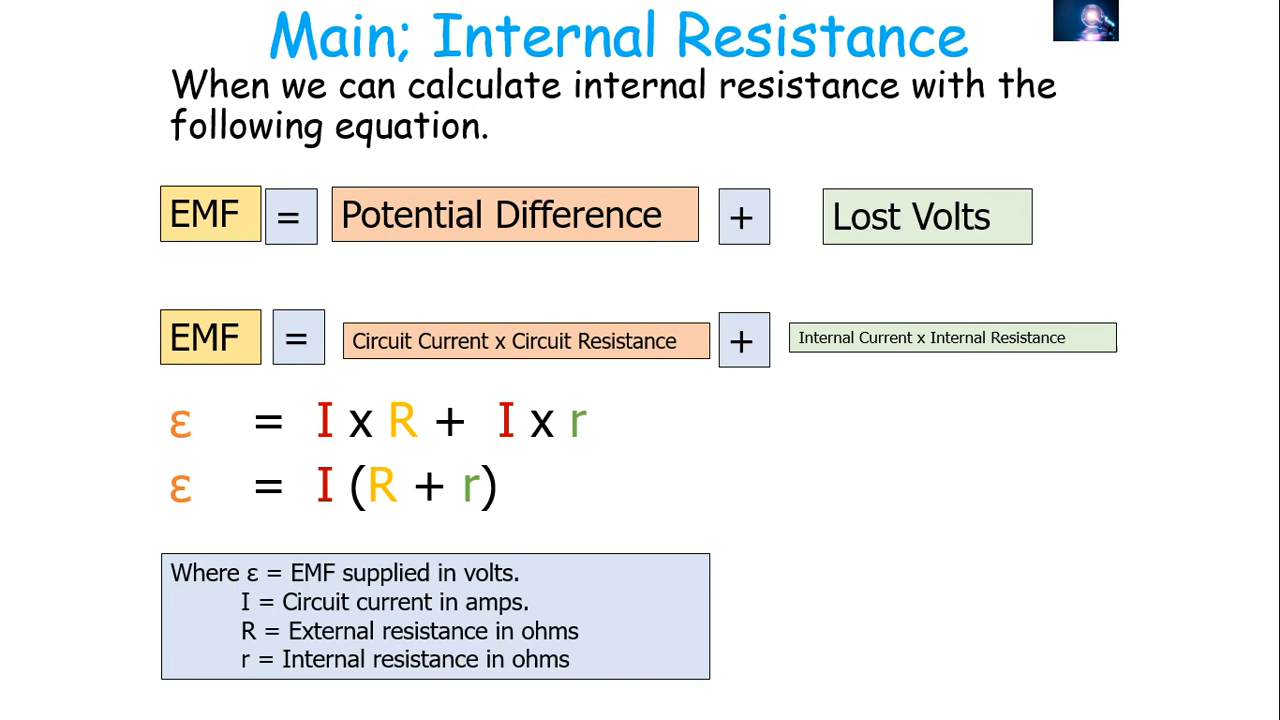 Main; Internal Resistance
When we can calculate internal resistance with the
following equation.
EMF = Potential Difference + Lost Volts
EMF = Circuit Current x Circuit Resistance + Internal Current x Internal Resistance
ε = I x R + I x r
ε = I (R + r)
Where ε = EMF supplied in volts.
I = Circuit current in amps.
R = External resistance in ohms
r = Internal resistance in ohms